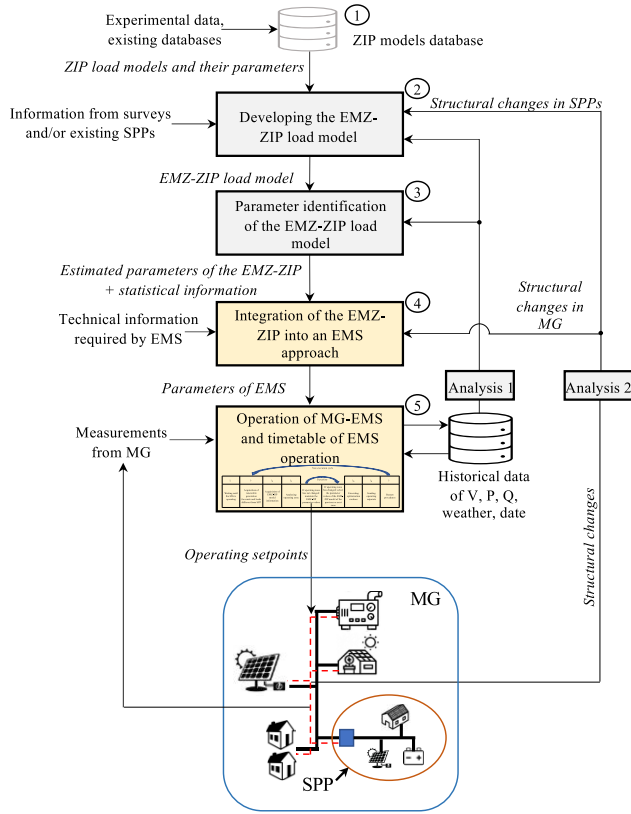 Experimental data,
existing databases
1
ZIP models database
ZIP load models and their parameters
2
Structural changes in SPPs
Information from surveys
and/or existing SPPs
Developing the EMZ-
ZIP load model
EMZ-ZIP load model
3
Parameter identification
of the EMZ-ZIP load
model
Estimated parameters of the EMZ-ZIP
+ statistical information
4
Structural
changes in
MG
Technical information
required by EMS
Integration of the EMZ-
ZIP into an EMS
approach
Parameters of EMS
Analysis 1
Analysis 2
5
Measurements
from MG
Operation of MG-EMS
and timetable of EMS
operation
Historical data
of V, P, Q,
weather, date
Structural changes
Operating setpoints
MG
SPP